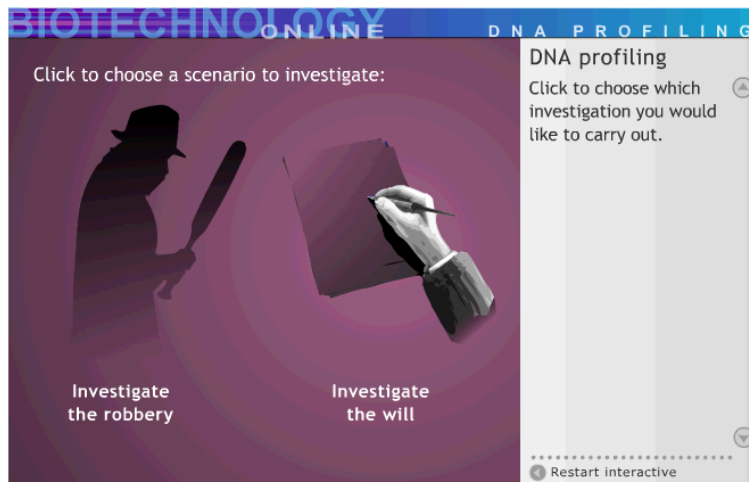 BIOTECHNOLOGY
ONLINE
DNA PROFILING
Click to choose a scenario to investigate:
Investigate
the robbery
Investigate
the will
DNA profiling
Click to choose which
investigation you would
like to carry out.
Restart interactive